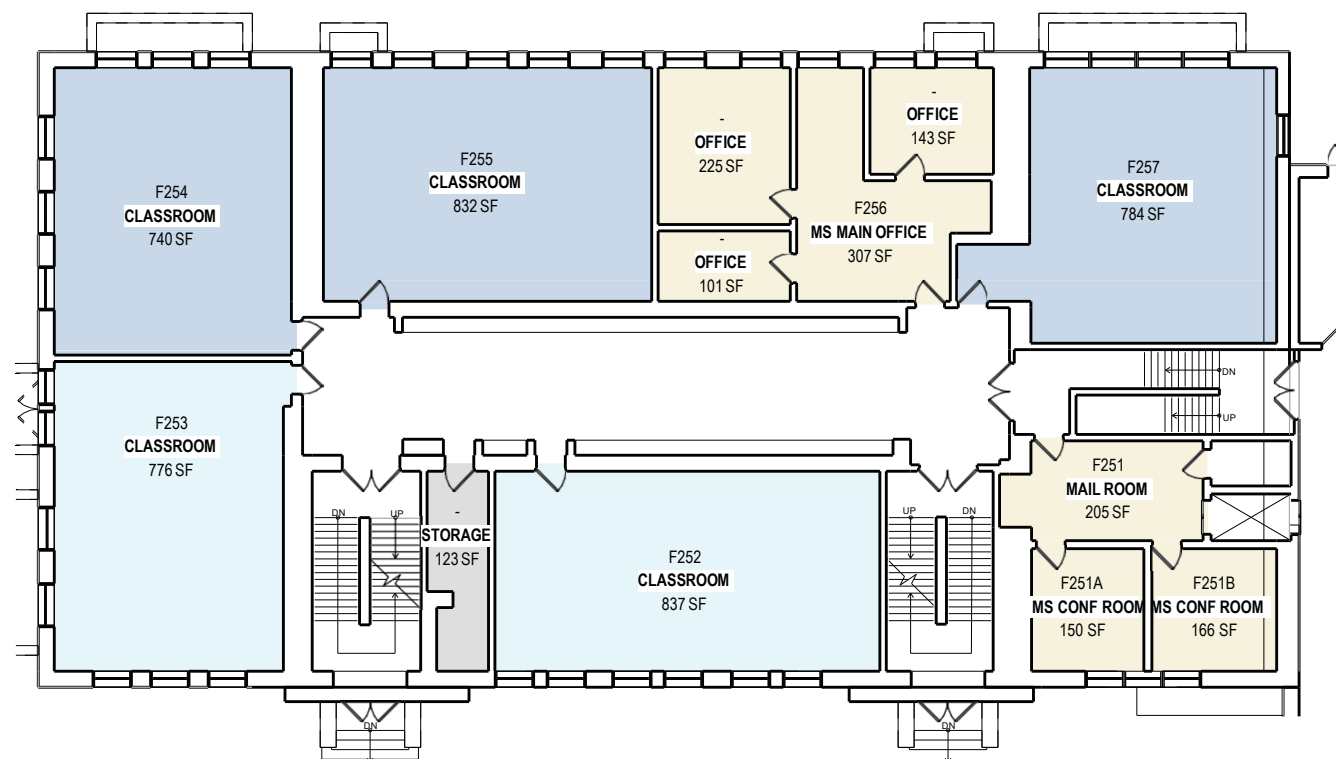 -
OFFICE
143 SF
-
OFFICE
225 SF
F255
CLASSROOM
832 SF
F257
CLASSROOM
784 SF
F254
CLASSROOM
740 SF
F256
MS MAIN OFFICE
307 SF
-
OFFICE
101 SF
DN
UP
F253
CLASSROOM
776 SF
F251
MAIL ROOM
205 SF
DN
UP
-
STORAGE
123 SF
UP
DN
F252
CLASSROOM
837 SF
F251A
MS CONF ROOM
150 SF
F251B
MS CONF ROOM
166 SF
DN
DN